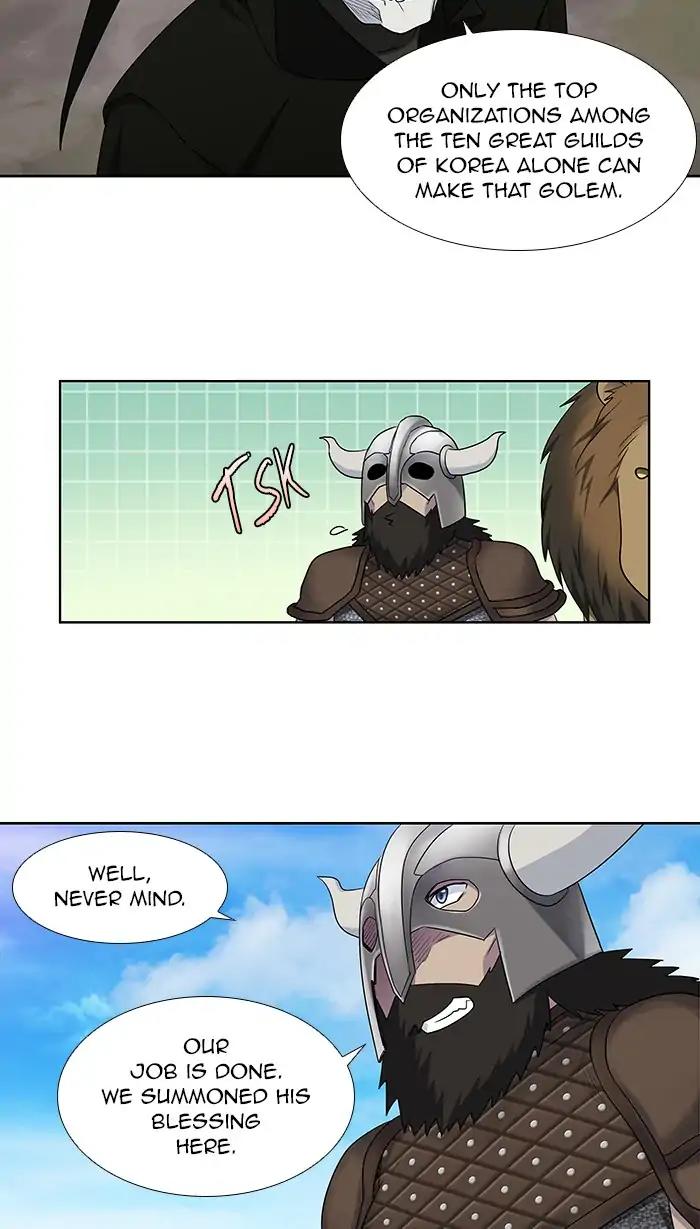 ONLY THE TOP
ORGANIZATIONS AMONG
THE TEN GREAT GUILDS
OF KOREA ALONE CAN
MAKE THAT GOLEM.
TSK
WELL,
NEVER MIND.
OUR
JOB IS DONE.
WE SUMMONED HIS
BLESSING
HERE.